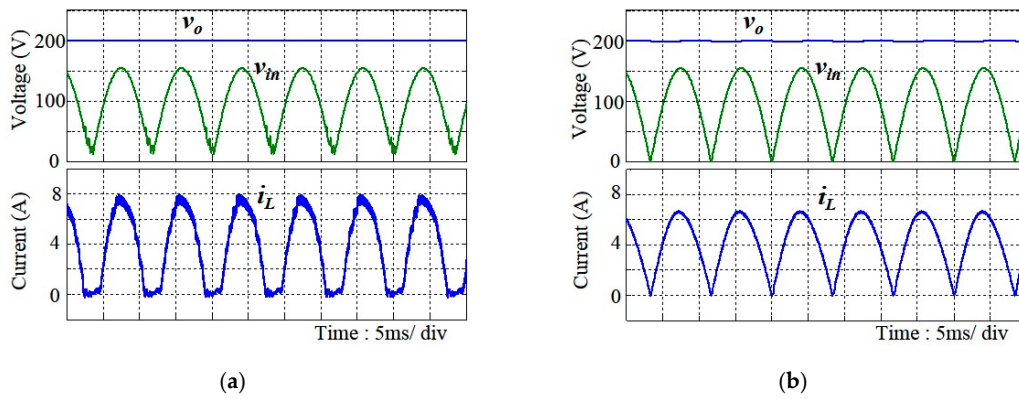 Voltage (V)
200
100
0
v_o
v_in
Current (A)
8
4
0
i_L
Time : 5ms/ div
(a)
Voltage (V)
200
100
0
v_o
v_in
Current (A)
8
4
0
i_L
Time : 5ms/ div
(b)